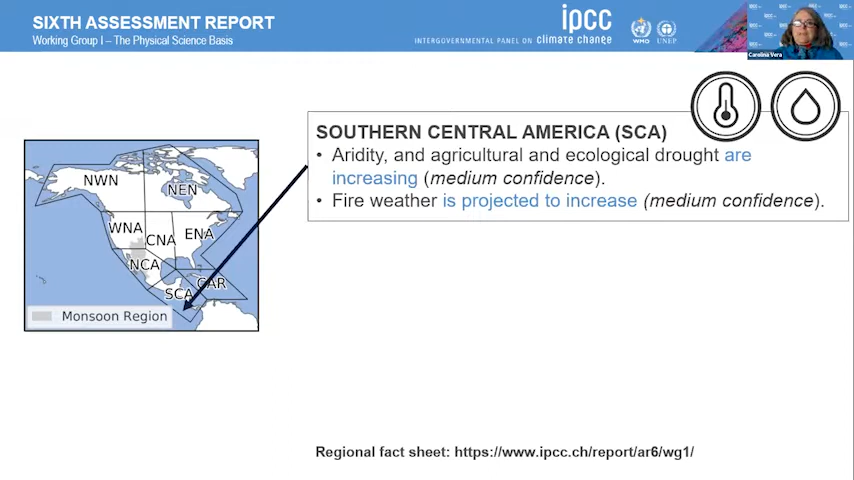 SIXTH ASSESSMENT REPORT
Working Group I – The Physical Science Basis
INTERGOVERNMENTAL PANEL ON
ipcc
climate change
WMO
UNEP
Carolina Vera
SOUTHERN CENTRAL AMERICA (SCA)
• Aridity, and agricultural and ecological drought are
increasing (medium confidence).
• Fire weather is projected to increase (medium confidence).
NWN
NEN
WNA
CNA
ENA
NCA
CAR
SCA
Monsoon Region
Regional fact sheet: https://www.ipcc.ch/report/ar6/wg1/